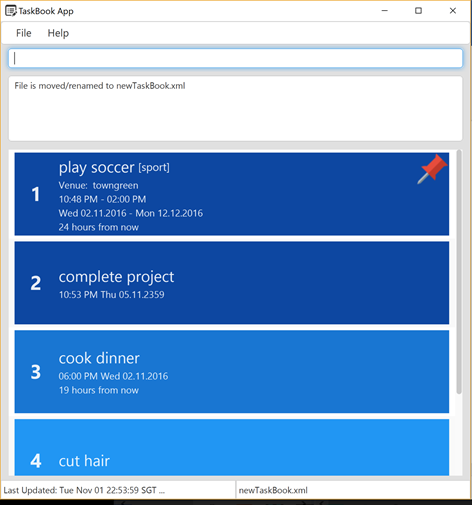 TaskBook App
File Help
File is moved/renamed to newTaskBook.xml
1
play soccer [sport]
Venue: towngreen
10:48 PM - 02:00 PM
Wed 02.11.2016 - Mon 12.12.2016
24 hours from now
2
complete project
10:53 PM Thu 05.11.2359
3
cook dinner
06:00 PM Wed 02.11.2016
19 hours from now
4
cut hair
Last Updated: Tue Nov 01 22:53:59 SGT ...
newTaskBook.xml